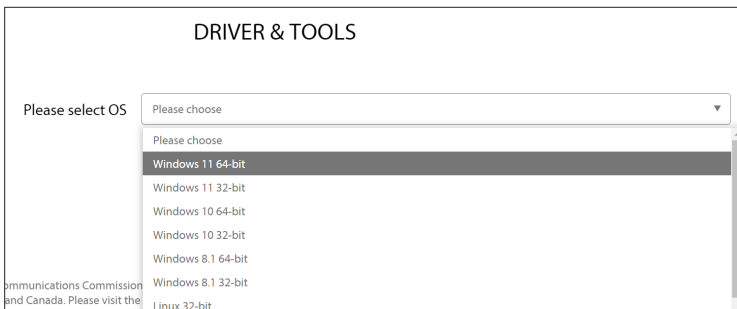 DRIVER & TOOLS
Please select OS
Please choose
Please choose
Windows 11 64-bit
Windows 11 32-bit
Windows 10 64-bit
Windows 10 32-bit
Windows 8.1 64-bit
Windows 8.1 32-bit
Linux 32-bit
ommunications Commission
and Canada. Please visit the